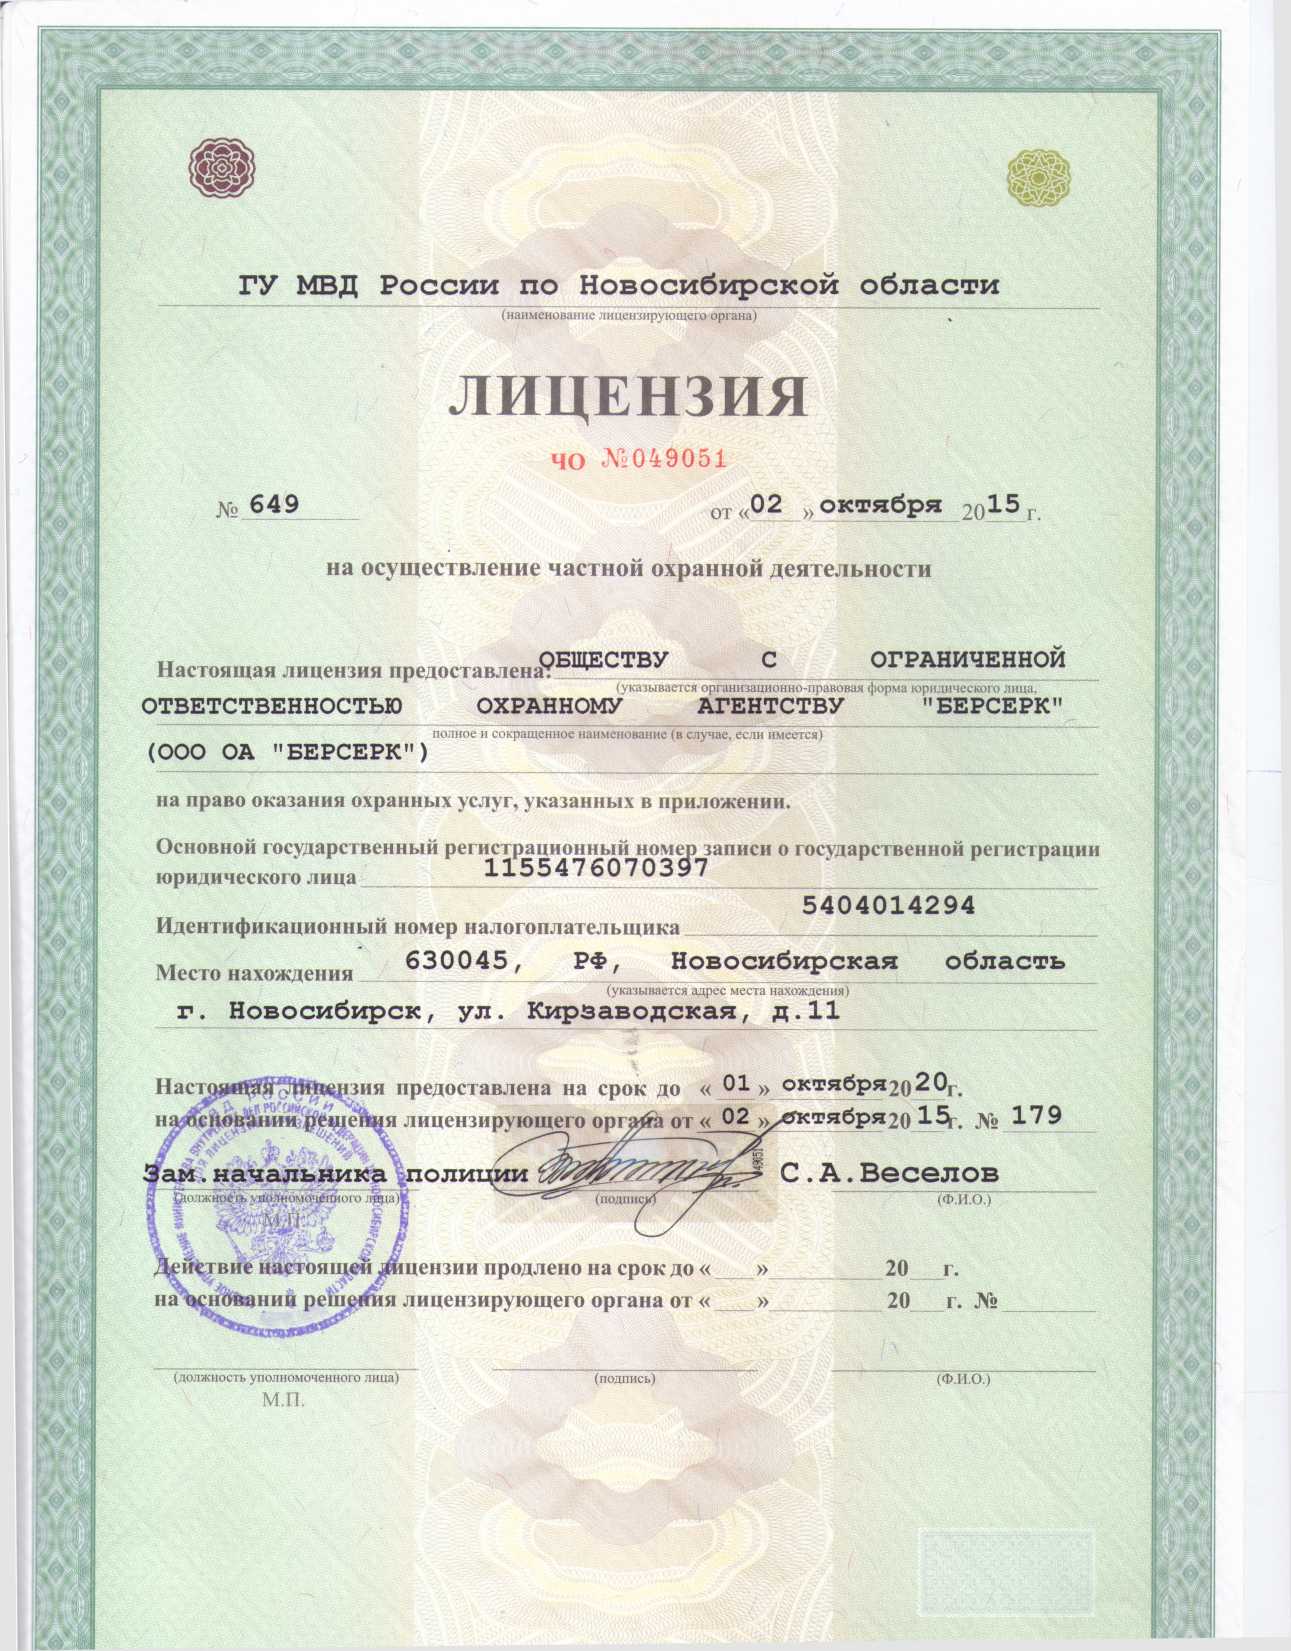 ГУ МВД России по Новосибирской области
(наименование лицензирующего органа)
ЛИЦЕНЗИЯ
ЧО №049051
№ 649 от «02» октября 2015 г.
на осуществление частной охранной деятельности
Настоящая лицензия предоставлена: ОБЩЕСТВУ С ОГРАНИЧЕННОЙ
(указывается организационно-правовая форма юридического лица,
ОТВЕТСТВЕННОСТЬЮ ОХРАННОМУ АГЕНТСТВУ "БЕРСЕРК"
полное и сокращенное наименование (в случае, если имеется)
(ООО ОА "БЕРСЕРК")
на право оказания охранных услуг, указанных в приложении.
Основной государственный регистрационный номер записи о государственной регистрации
юридического лица 1155476070397
Идентификационный номер налогоплательщика 5404014294
Место нахождения 630045, РФ, Новосибирская область
(указывается адрес места нахождения)
г. Новосибирск, ул. Кирзаводская, д.11
Настоящая лицензия предоставлена на срок до «01» октября 2020г.
на основании решения лицензирующего органа от «02» октября 2015г. № 179
Зам.начальника полиции С.А.Веселов
(должность уполномоченного лица) (подпись) (Ф.И.О.)
М.П.
Действие настоящей лицензии продлено на срок до « » 20 г.
на основании решения лицензирующего органа от « » 20 г. №
(должность уполномоченного лица) (подпись) (Ф.И.О.)
М.П.